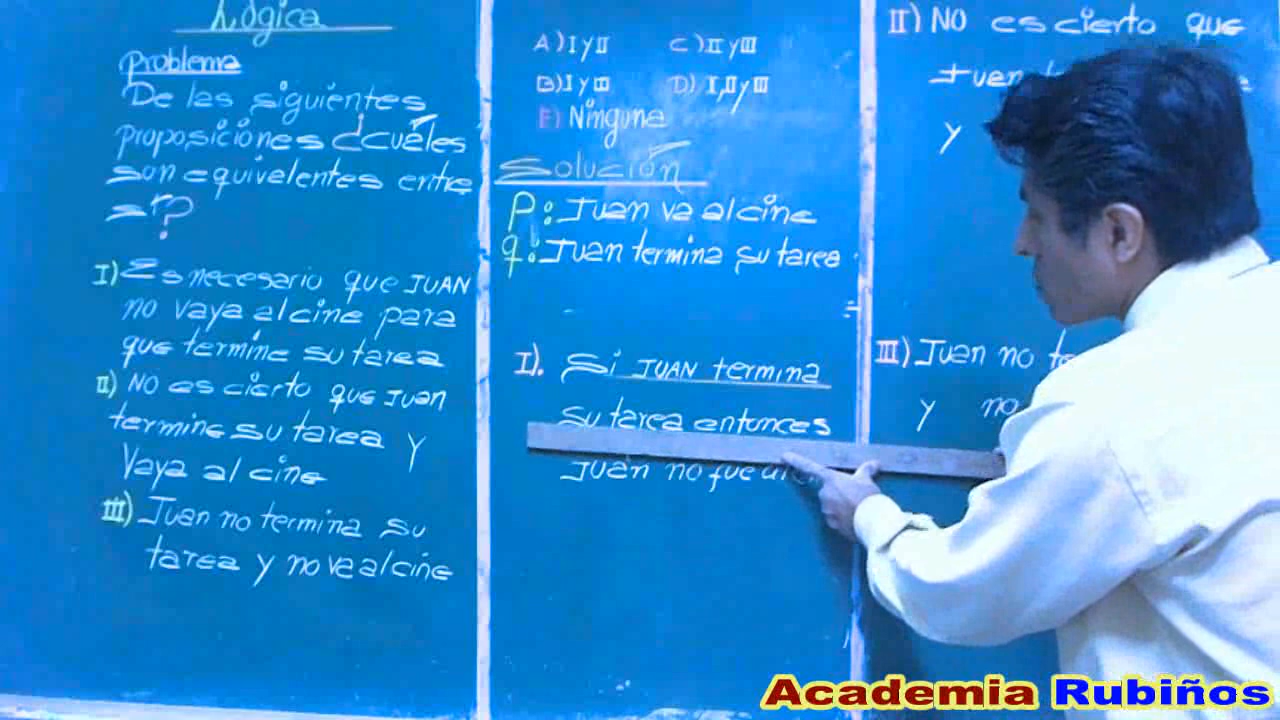 Lógica
Problema
De las siguientes
proposiciones ¿cuáles
son equivalentes entre
sí?
I) Es necesario que JUAN
no vaya al cine para
que termine su tarea
II) No es cierto que Juan
termine su tarea y
Vaya al cine
III) Juan no termina su
tarea y no va al cine
A) I y II C) II y III
B) I y III D) I, II y III
E) Ninguna
Solución
P: Juan va al cine
q: Juan termina su tarea
I). Si JUAN termina
su tarea entonces
Juan no fue al
II) NO es cierto que
Juan
y
III) Juan no
y no
Academia Rubiños